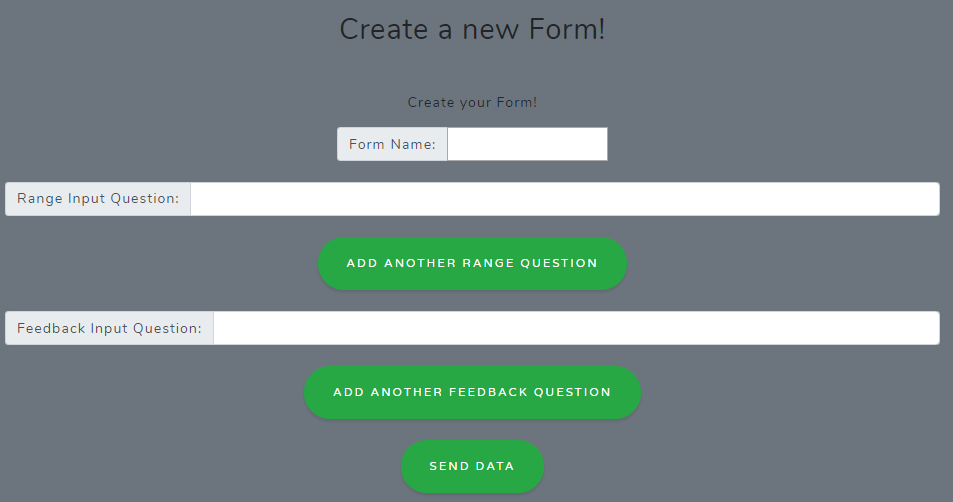 Create a new Form!
Create your Form!
Form Name:
Range Input Question:
ADD ANOTHER RANGE QUESTION
Feedback Input Question:
ADD ANOTHER FEEDBACK QUESTION
SEND DATA